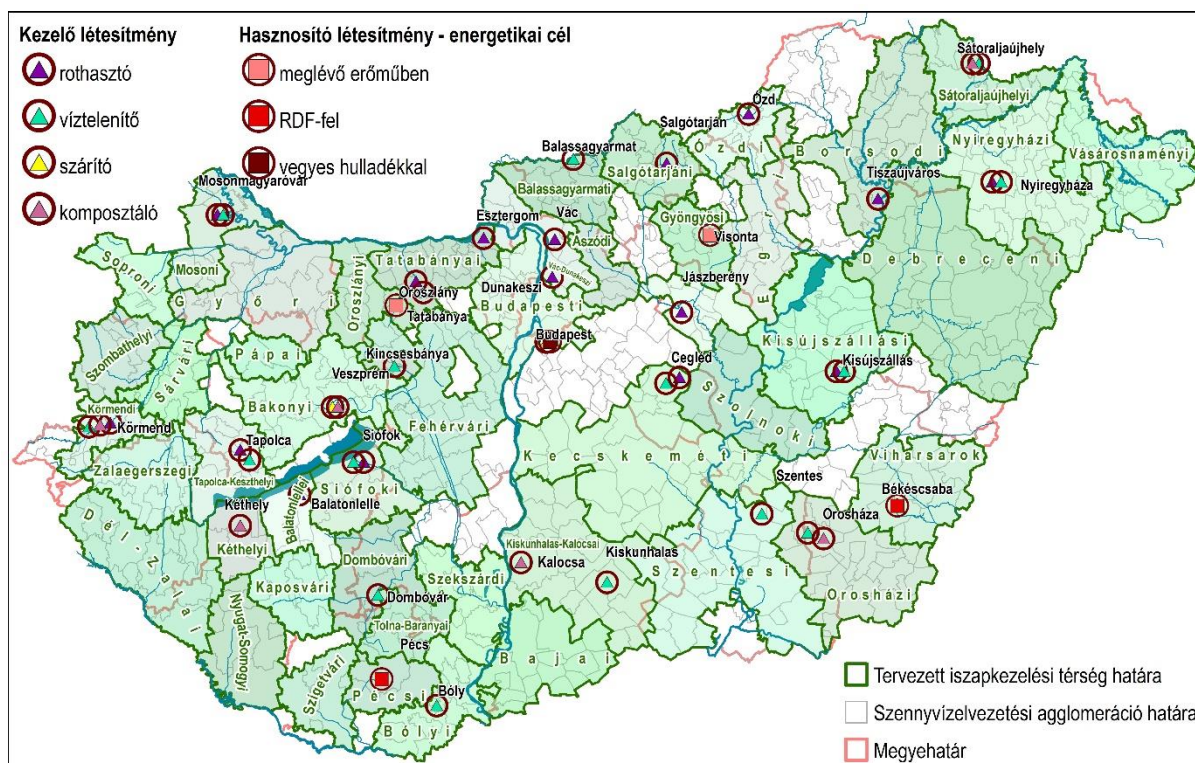 Kezelő létesítmény
rothasztó
víztelenítő
szárító
komposztáló
Hasznosító létesítmény - energetikai cél
meglévő erőműben
RDF-fel
vegyes hulladékkal
Sátoraljaújhely
Sátoraljaújhelyi
Ózd
Salgótarján
Ózdi
Borsodi
Nyíregyházi
Vásárosnaményi
Balassagyarmat
Salgótarjáni
Tiszaújváros
Nyíregyháza
Mosonmagyaróvár
Balassagyarmati
Esztergom
Vác
Gyöngyösi
Visonta
Aszódi
Egri
Debreceni
Soproni
Mosoni
Győri
Oroszlányi
Tatabányai
Oroszlány
Tatabánya
Dunakeszi
Vác-Dunakeszi
Budapesti
Jászberény
Budapest
Szombathelyi
Sárvári
Pápai
Kincsesbánya
Veszprém
Cegléd
Kisújszállási
Kisújszállás
Körmendi
Körmend
Bakonyi
Fehérvári
Szolnoki
Tapolca
Siófok
Zalaegerszegi
Tapolca-Keszthelyi
Siófoki
Kecskeméti
Vihársarok
Szentes
Békéscsaba
Kéthely
Balatonlellei
Balatonlelle
Orosháza
Dél-Zalai
Kéthelyi
Dombóvári
Kiskunhalas-Kalocsai
Kalocsa
Kiskunhalas
Szentesi
Orosházi
Kaposvári
Szekszárdi
Dombóvár
Nyugat-Somogyi
Tolna-Baranyai
Pécs
Bajai
Szigetvári
Pécsi
Bóly
Bólyi
Tervezett iszapkezelési térség határa
Szennyvízelvezetési agglomeráció határa
Megyehatár